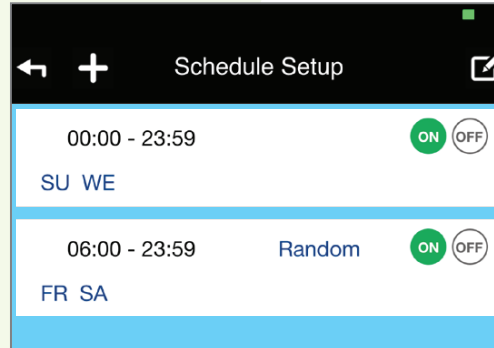 Schedule Setup
00:00 - 23:59 ON OFF
SU WE
06:00 - 23:59 Random ON OFF
FR SA